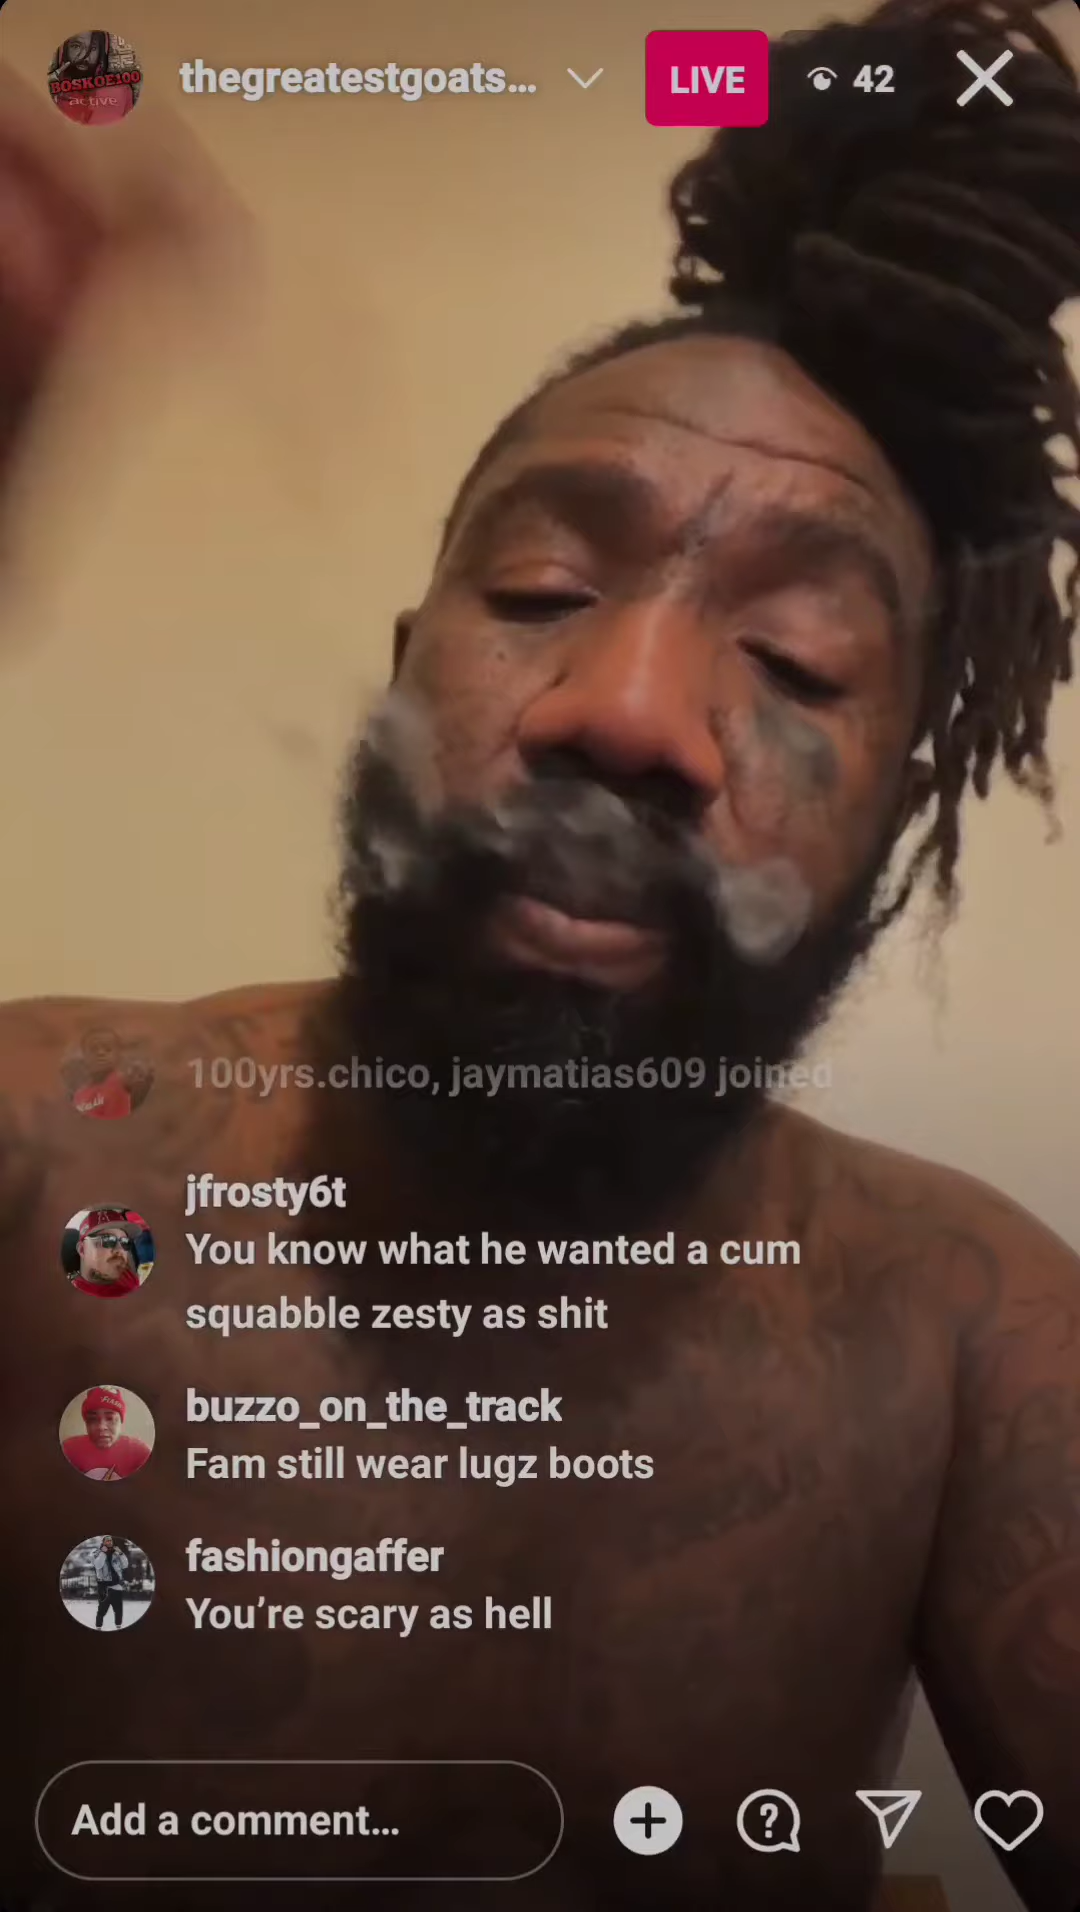 BOSKOE100
active
thegreatestgoats...
LIVE
42
100yrs.chico, jaymatias609 joined
jfrosty6t
You know what he wanted a cum
squabble zesty as shit
buzzo_on_the_track
Fam still wear lugz boots
fashiongaffer
You’re scary as hell
Add a comment...